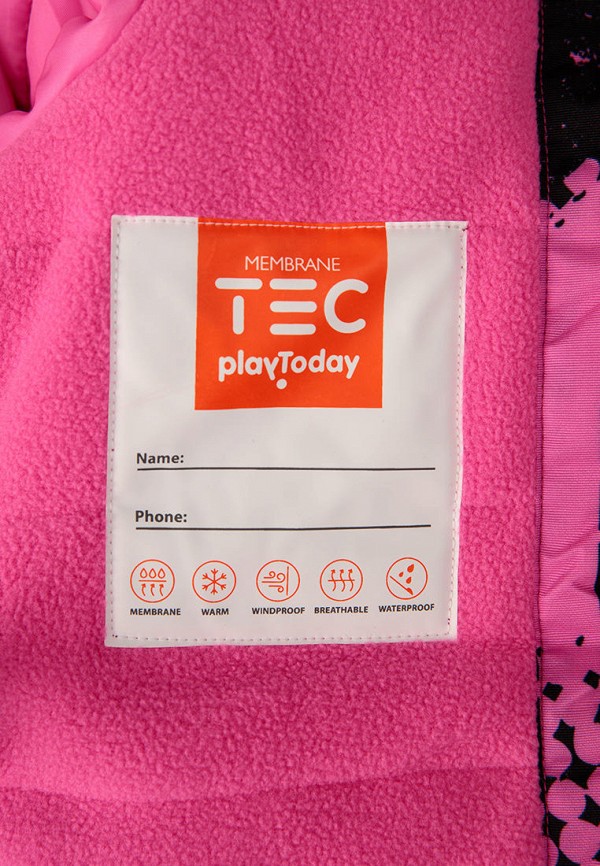 MEMBRANE
TEC
playToday
Name:
Phone:
MEMBRANE WARM WINDPROOF BREATHABLE WATERPROOF